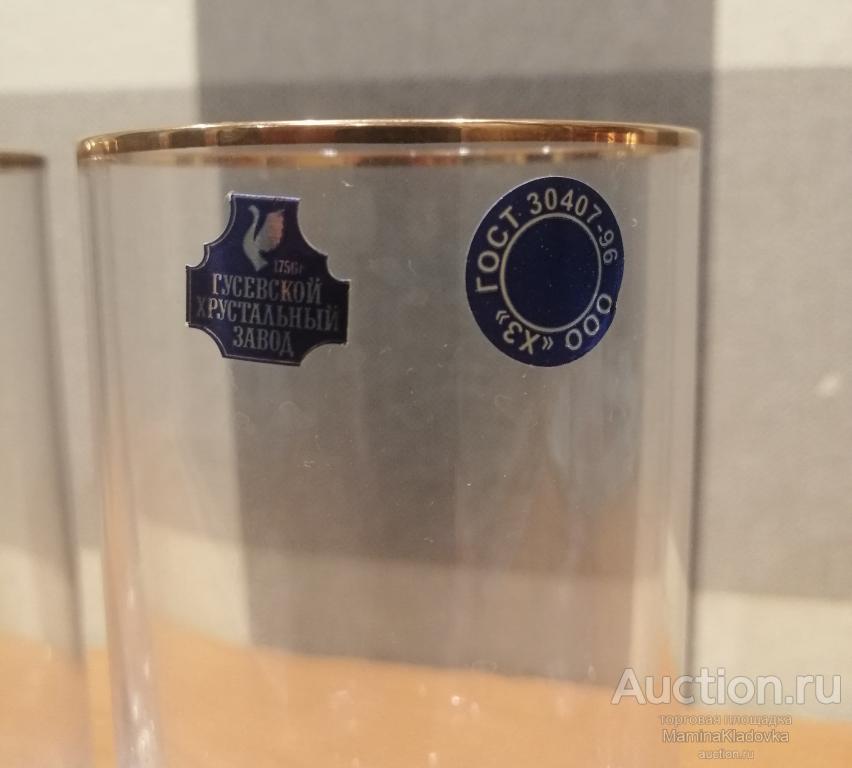 1756г
ГУСЕВСКОЙ
ХРУСТАЛЬНЫЙ
ЗАВОД
ГОСТ 30407-96
ООО «ХЗ»
Auction.ru
торговая площадка
MaminaKladovka
auction.ru